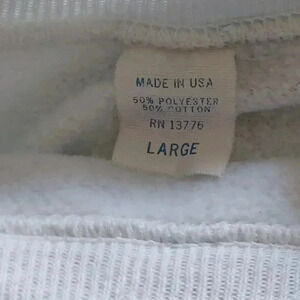 MADE IN USA
50% POLYESTER
50% COTTON
RN 13776
LARGE